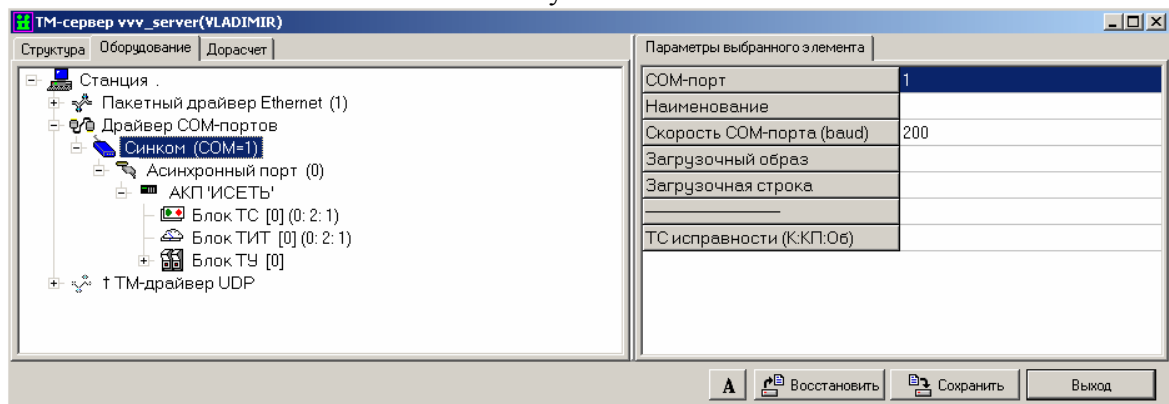 ТМ-сервер vvv_server(VLADIMIR)
Структура Оборудование Дорасчет
Параметры выбранного элемента
Станция .
Пакетный драйвер Ethernet (1)
Драйвер COM-портов
Синком (COM=1)
Асинхронный порт (0)
АКП 'ИСЕТЬ'
Блок ТС [0] (0: 2: 1)
Блок ТИТ [0] (0: 2: 1)
Блок ТУ [0]
† ТМ-драйвер UDP
COM-порт 1
Наименование
Скорость COM-порта (baud) 200
Загрузочный образ
Загрузочная строка
ТС исправности (К:КП:Об)
A Восстановить Сохранить Выход